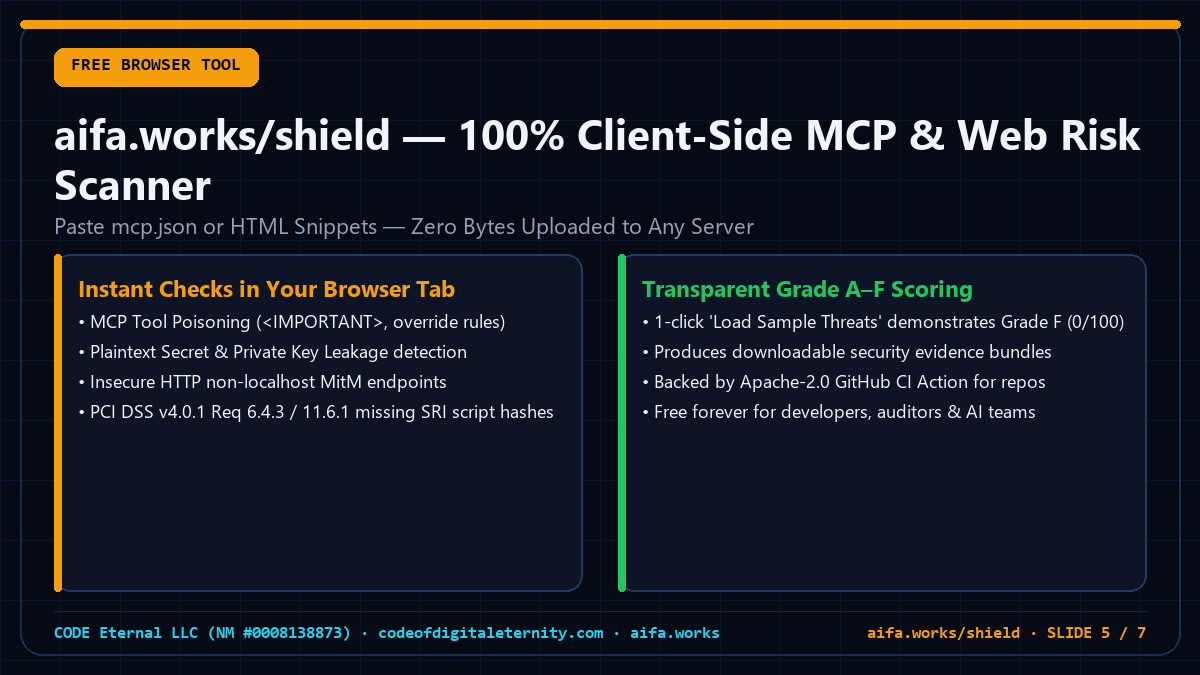 FREE BROWSER TOOL
aifa.works/shield — 100% Client-Side MCP & Web Risk
Scanner
Paste mcp.json or HTML Snippets — Zero Bytes Uploaded to Any Server
Instant Checks in Your Browser Tab
• MCP Tool Poisoning (<IMPORTANT>, override rules)
• Plaintext Secret & Private Key Leakage detection
• Insecure HTTP non-localhost MitM endpoints
• PCI DSS v4.0.1 Req 6.4.3 / 11.6.1 missing SRI script hashes
Transparent Grade A–F Scoring
• 1-click 'Load Sample Threats' demonstrates Grade F (0/100)
• Produces downloadable security evidence bundles
• Backed by Apache-2.0 GitHub CI Action for repos
• Free forever for developers, auditors & AI teams
CODE Eternal LLC (NM #0008138873) · codeofdigitaleternity.com · aifa.works
aifa.works/shield · SLIDE 5 / 7